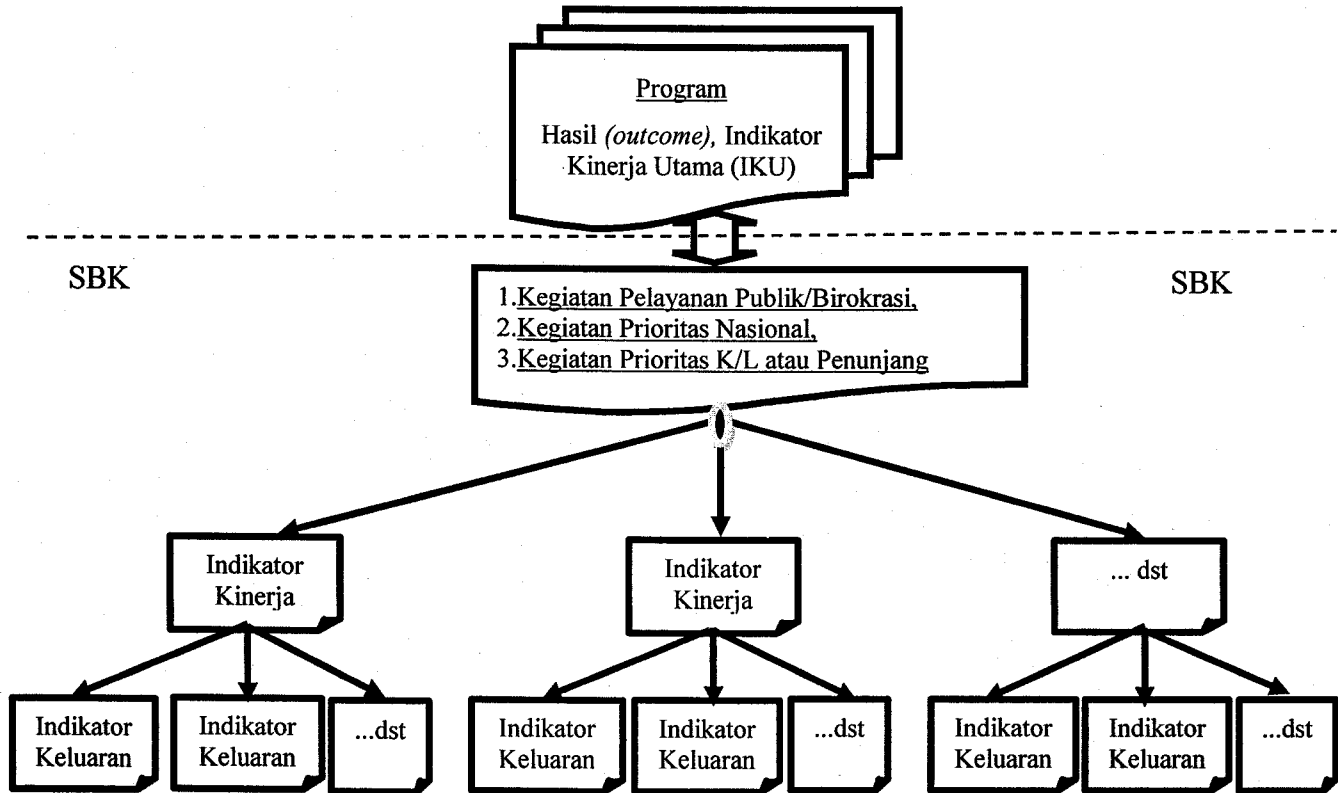 Program
Hasil (outcome), Indikator
Kinerja Utama (IKU)
SBK
SBK
1.Kegiatan Pelayanan Publik/Birokrasi,
2.Kegiatan Prioritas Nasional,
3.Kegiatan Prioritas K/L atau Penunjang
Indikator
Kinerja
Indikator
Kinerja
... dst
Indikator
Keluaran
Indikator
Keluaran
...dst
Indikator
Keluaran
Indikator
Keluaran
...dst
Indikator
Keluaran
Indikator
Keluaran
...dst